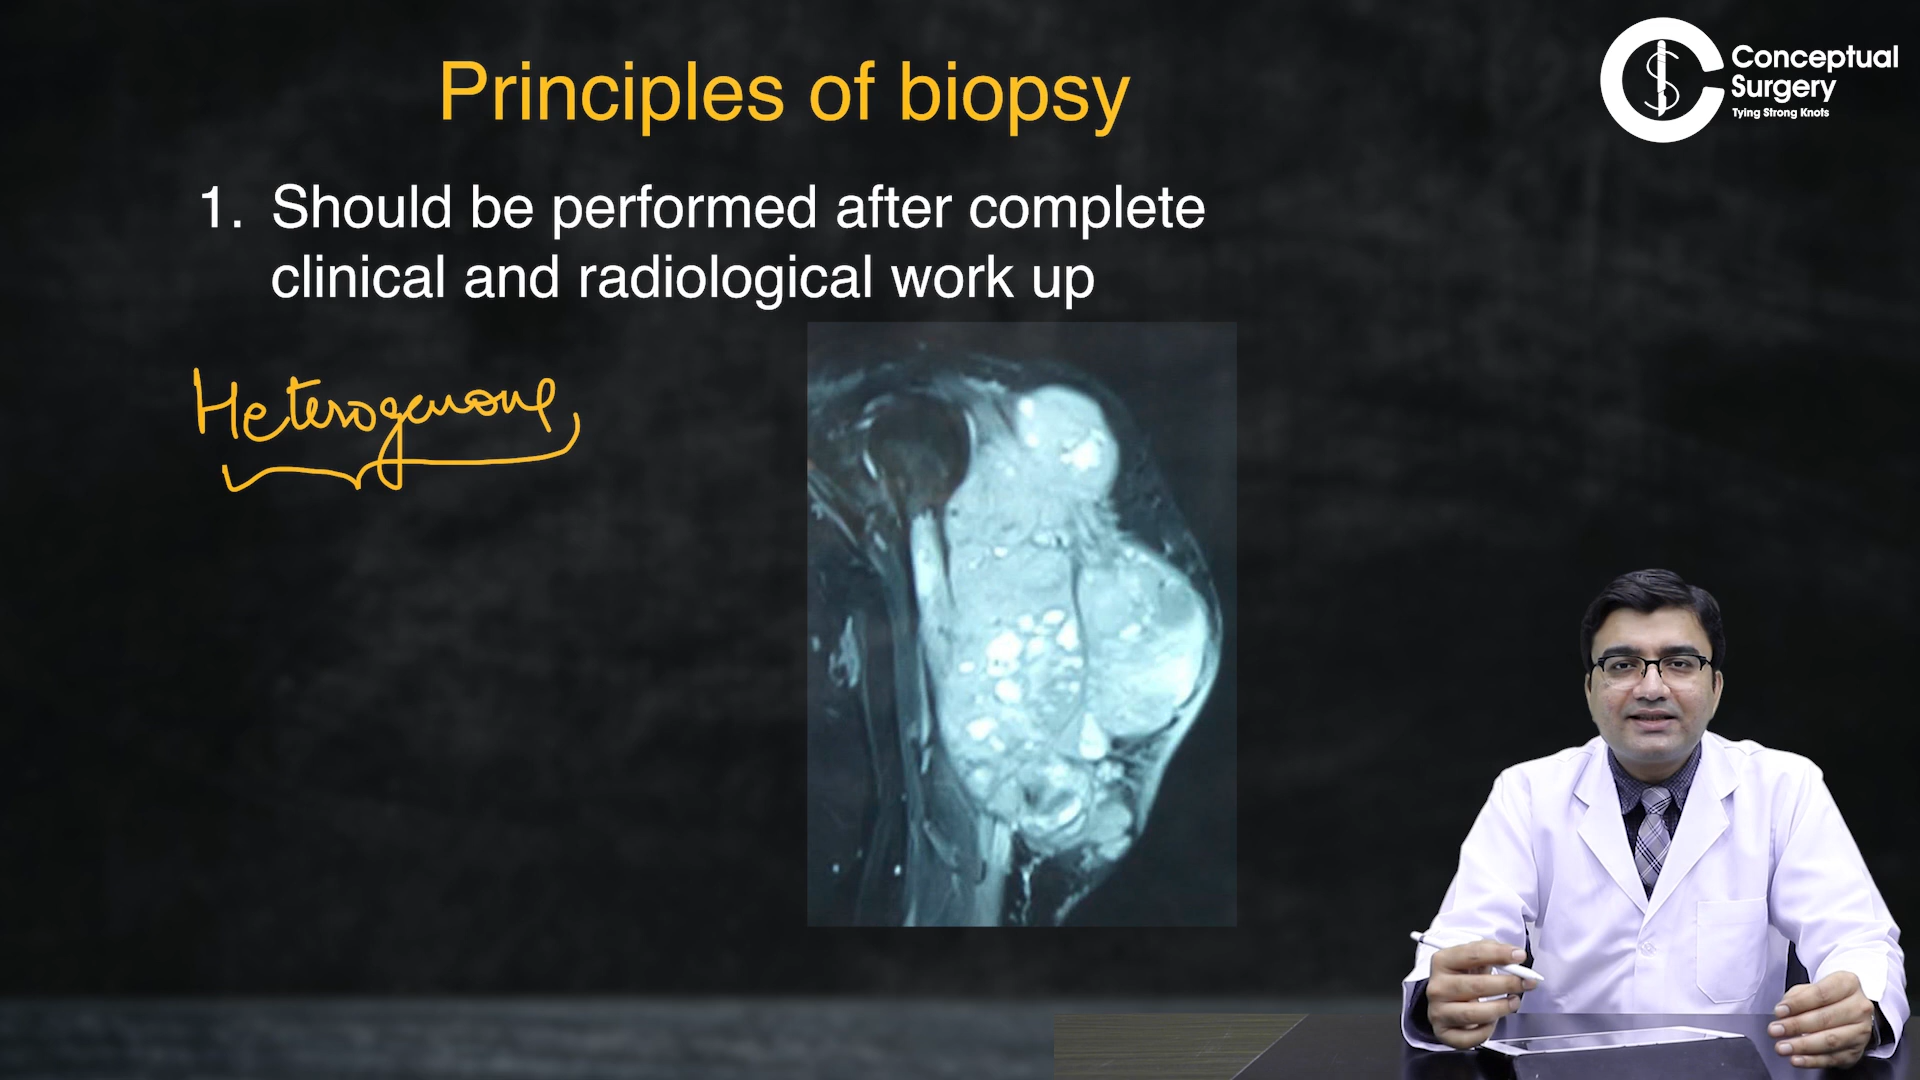 Principles of biopsy
Conceptual
Surgery
Tying Strong Knots
1. Should be performed after complete
clinical and radiological work up
Heterogenous